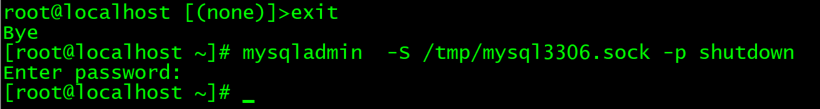 root@localhost [(none)]>exit
Bye
[root@localhost ~]# mysqladmin  -S /tmp/mysql3306.sock -p shutdown
Enter password:
[root@localhost ~]# _